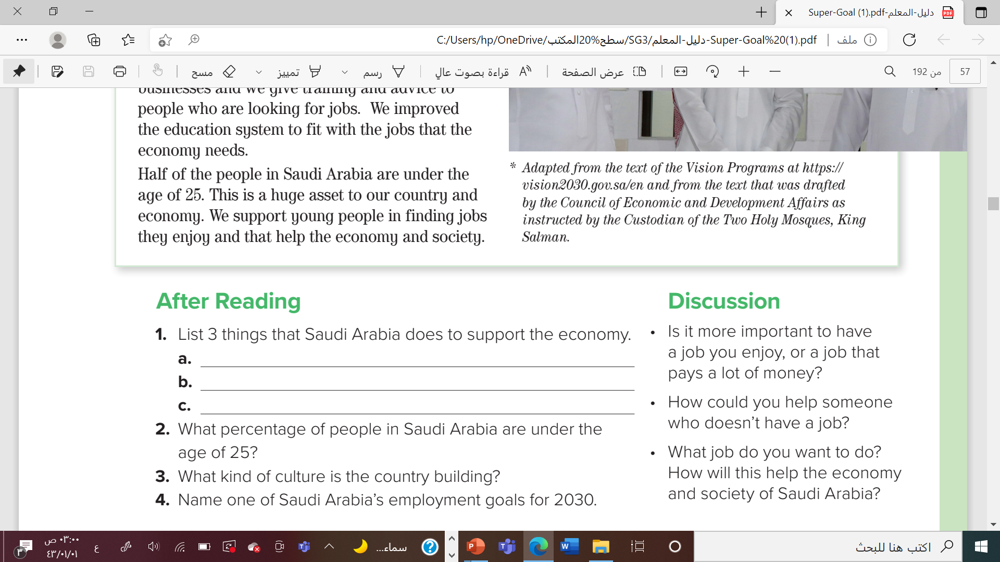 دليل-المعلم-Super-Goal (1).pdf
ملف
C:/Users/hp/OneDrive/سطح%20المكتب/SG3/دليل-المعلم-Super-Goal%20(1).pdf
57
من 192
عرض الصفحة
قراءة بصوت عالٍ
رسم
تمييز
مسح
businesses and we give training and advice to
people who are looking for jobs. We improved
the education system to fit with the jobs that the
economy needs.
Half of the people in Saudi Arabia are under the
age of 25. This is a huge asset to our country and
economy. We support young people in finding jobs
they enjoy and that help the economy and society.
* Adapted from the text of the Vision Programs at https://
vision2030.gov.sa/en and from the text that was drafted
by the Council of Economic and Development Affairs as
instructed by the Custodian of the Two Holy Mosques, King
Salman.
After Reading
1. List 3 things that Saudi Arabia does to support the economy.
a.
b.
c.
2. What percentage of people in Saudi Arabia are under the
age of 25?
3. What kind of culture is the country building?
4. Name one of Saudi Arabia's employment goals for 2030.
Discussion
• Is it more important to have
a job you enjoy, or a job that
pays a lot of money?
• How could you help someone
who doesn't have a job?
• What job do you want to do?
How will this help the economy
and society of Saudi Arabia?
اكتب هنا للبحث
سماء...
ع
٠٣:٠٠ ص
٤٣/٠١/٠١
٣